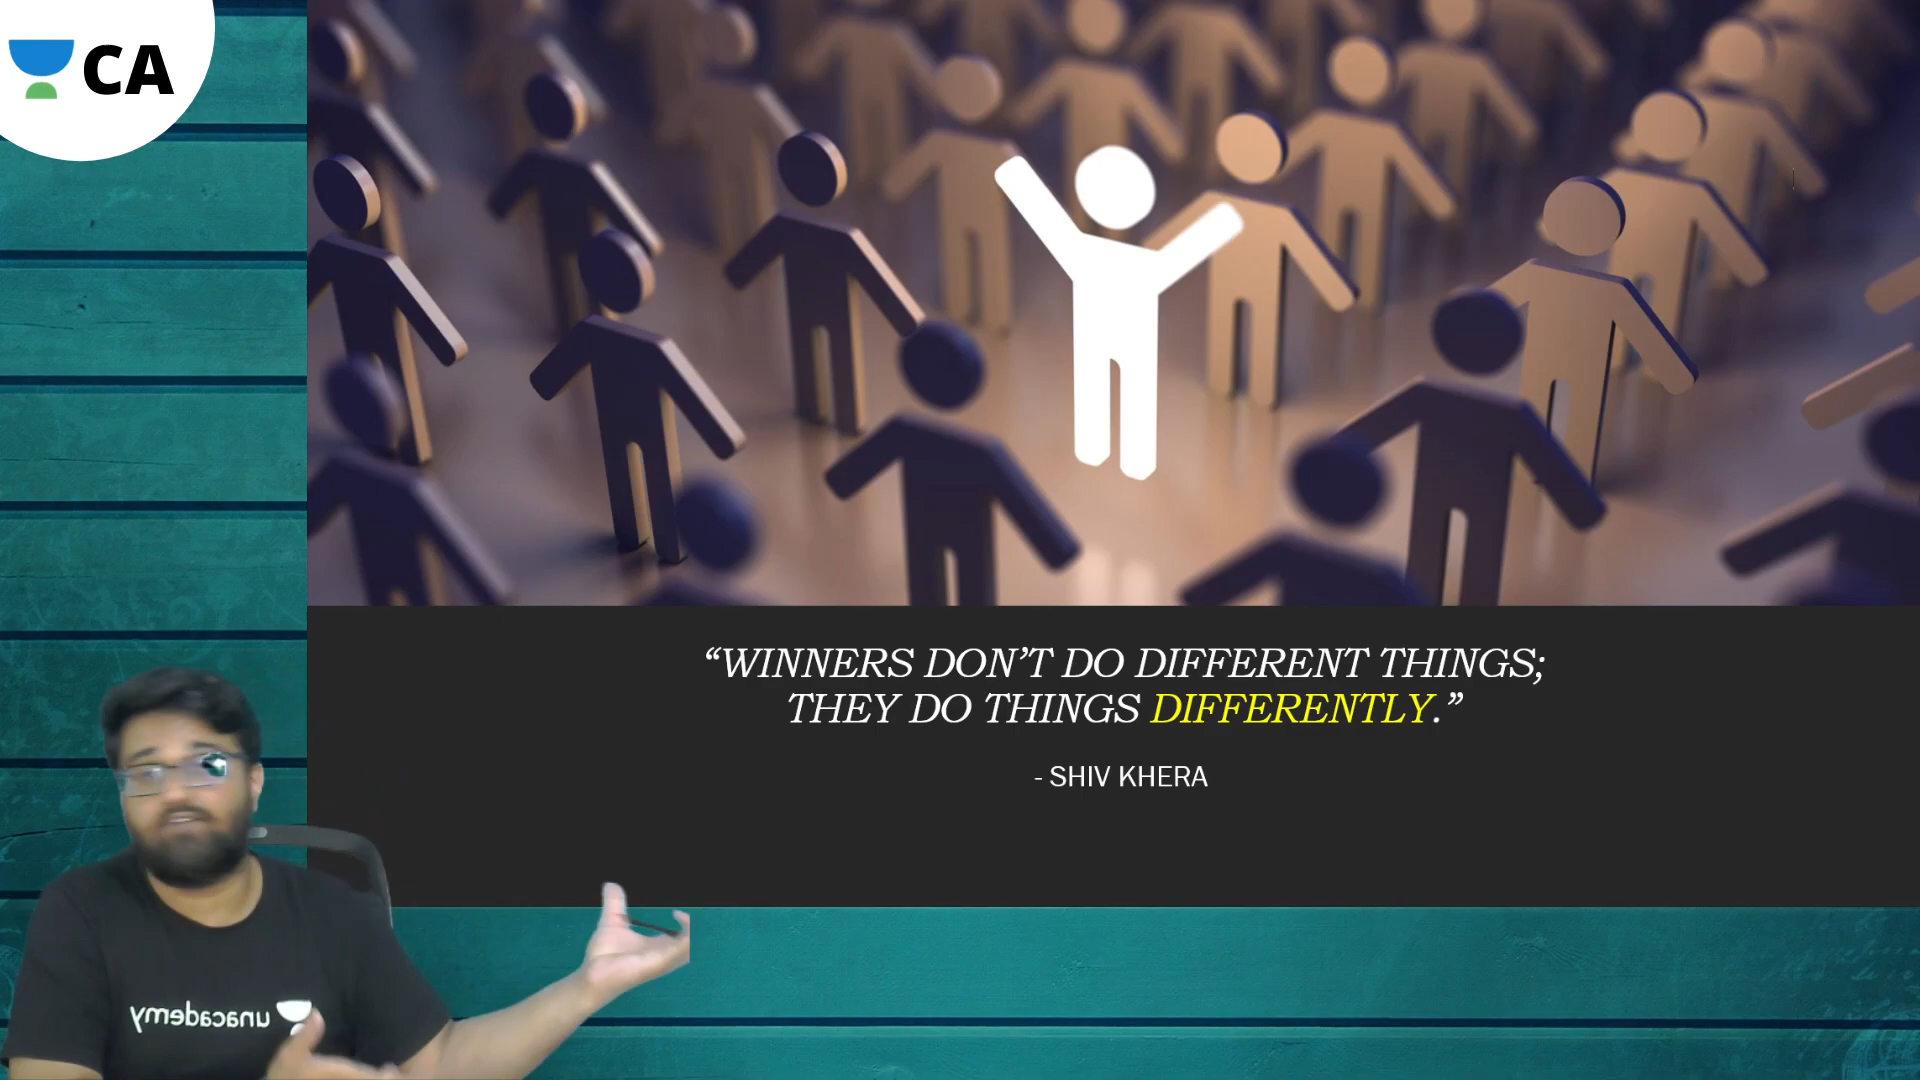 CA
“WINNERS DON’T DO DIFFERENT THINGS;
THEY DO THINGS DIFFERENTLY.”
- SHIV KHERA
unacademy